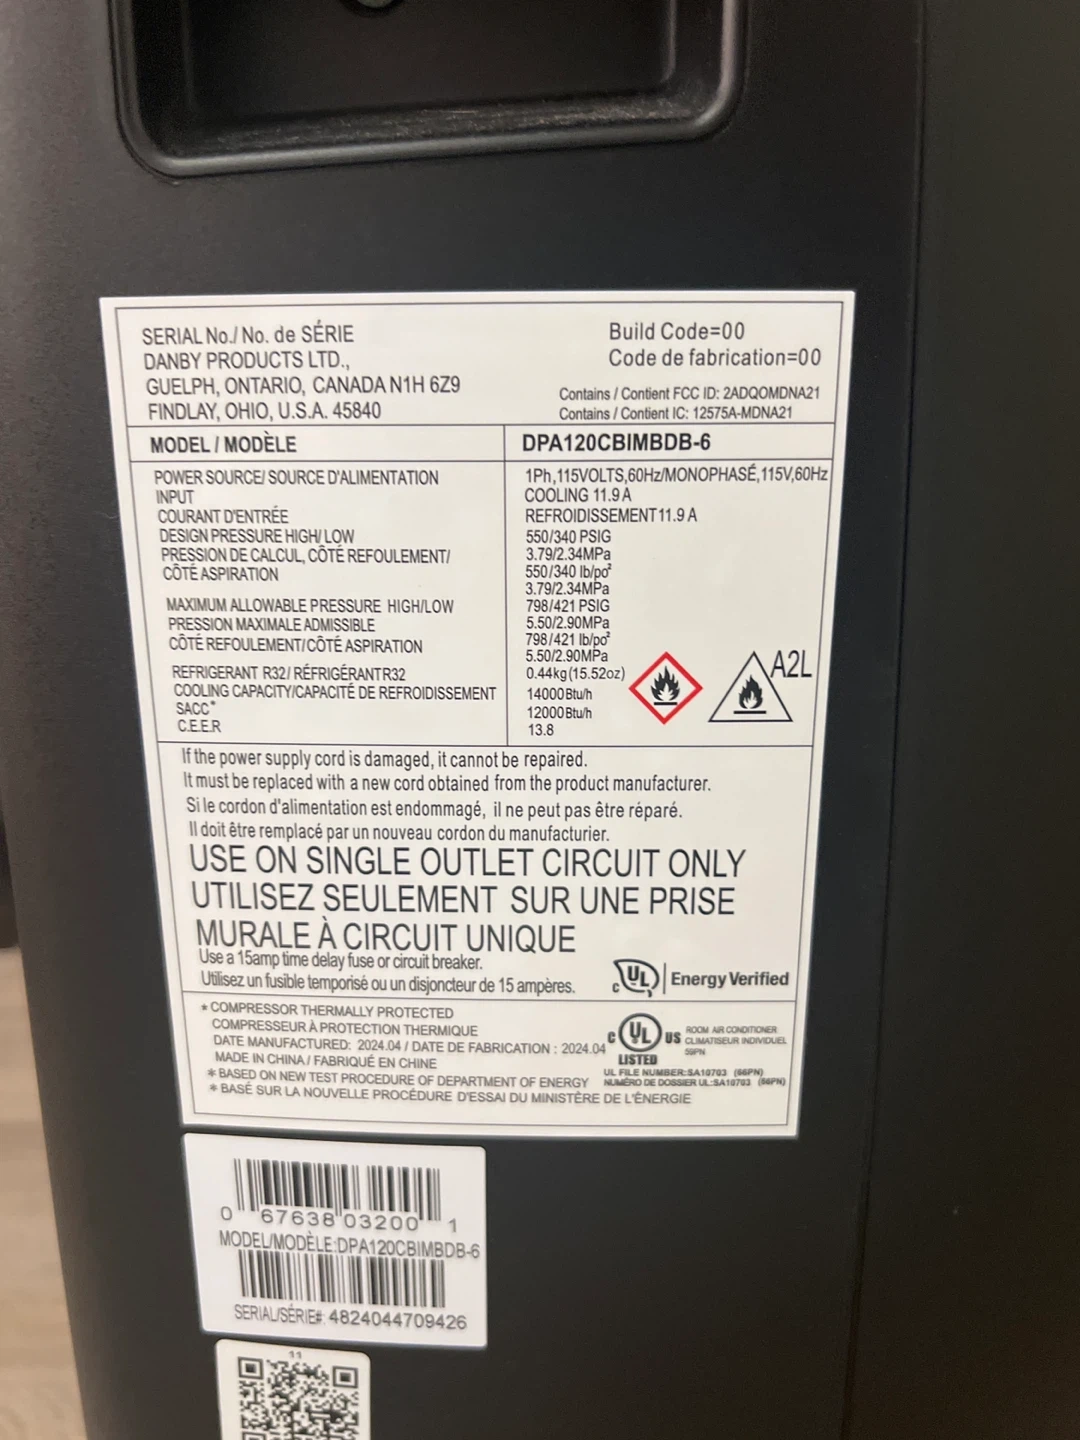 SERIAL No./ No. de SÉRIE
DANBY PRODUCTS LTD.,
GUELPH, ONTARIO, CANADA N1H 6Z9
FINDLAY, OHIO, U.S.A. 45840
Build Code=00
Code de fabrication=00
Contains / Contient FCC ID: 2ADQOMDNA21
Contains / Contient IC: 12575A-MDNA21
MODEL / MODÈLE
DPA120CBIMBDB-6
POWER SOURCE/ SOURCE D'ALIMENTATION
INPUT
COURANT D'ENTRÉE
DESIGN PRESSURE HIGH/ LOW
PRESSION DE CALCUL, CÔTÉ REFOULEMENT/
CÔTÉ ASPIRATION
MAXIMUM ALLOWABLE PRESSURE HIGH/LOW
PRESSION MAXIMALE ADMISSIBLE
CÔTÉ REFOULEMENT/CÔTÉ ASPIRATION
REFRIGERANT R32/ RÉFRIGÉRANT R32
COOLING CAPACITY/CAPACITÉ DE REFROIDISSEMENT
SACC*
C.E.E.R
1Ph,115VOLTS,60Hz/MONOPHASÉ,115V,60Hz
COOLING 11.9 A
REFROIDISSEMENT 11.9 A
550/340 PSIG
3.79/2.34MPa
550/340 lb/po²
3.79/2.34MPa
798/421 PSIG
5.50/2.90MPa
798/421 lb/po²
5.50/2.90MPa
0.44kg(15.52oz)
14000Btu/h
12000Btu/h
13.8
A2L
If the power supply cord is damaged, it cannot be repaired.
It must be replaced with a new cord obtained from the product manufacturer.
Si le cordon d'alimentation est endommagé, il ne peut pas être réparé.
Il doit être remplacé par un nouveau cordon du manufacturier.
USE ON SINGLE OUTLET CIRCUIT ONLY
UTILISEZ SEULEMENT SUR UNE PRISE
MURALE À CIRCUIT UNIQUE
Use a 15amp time delay fuse or circuit breaker.
Utilisez un fusible temporisé ou un disjoncteur de 15 ampères.
c UL Energy Verified
* COMPRESSOR THERMALLY PROTECTED
COMPRESSEUR À PROTECTION THERMIQUE
DATE MANUFACTURED: 2024.04 / DATE DE FABRICATION : 2024.04
MADE IN CHINA / FABRIQUÉ EN CHINE
* BASED ON NEW TEST PROCEDURE OF DEPARTMENT OF ENERGY
* BASÉ SUR LA NOUVELLE PROCÉDURE D'ESSAI DU MINISTÈRE DE L'ÉNERGIE
c UL US
LISTED
ROOM AIR CONDITIONER
CLIMATISEUR INDIVIDUEL
UL FILE NUMBER:SA10703 (66PN)
NUMÉRO DE DOSSIER UL:SA10703 (66PN)
0 67638 03200 1
MODEL/MODÈLE:DPA120CBIMBDB-6
SERIAL/SÉRIE#: 4824044709426
11